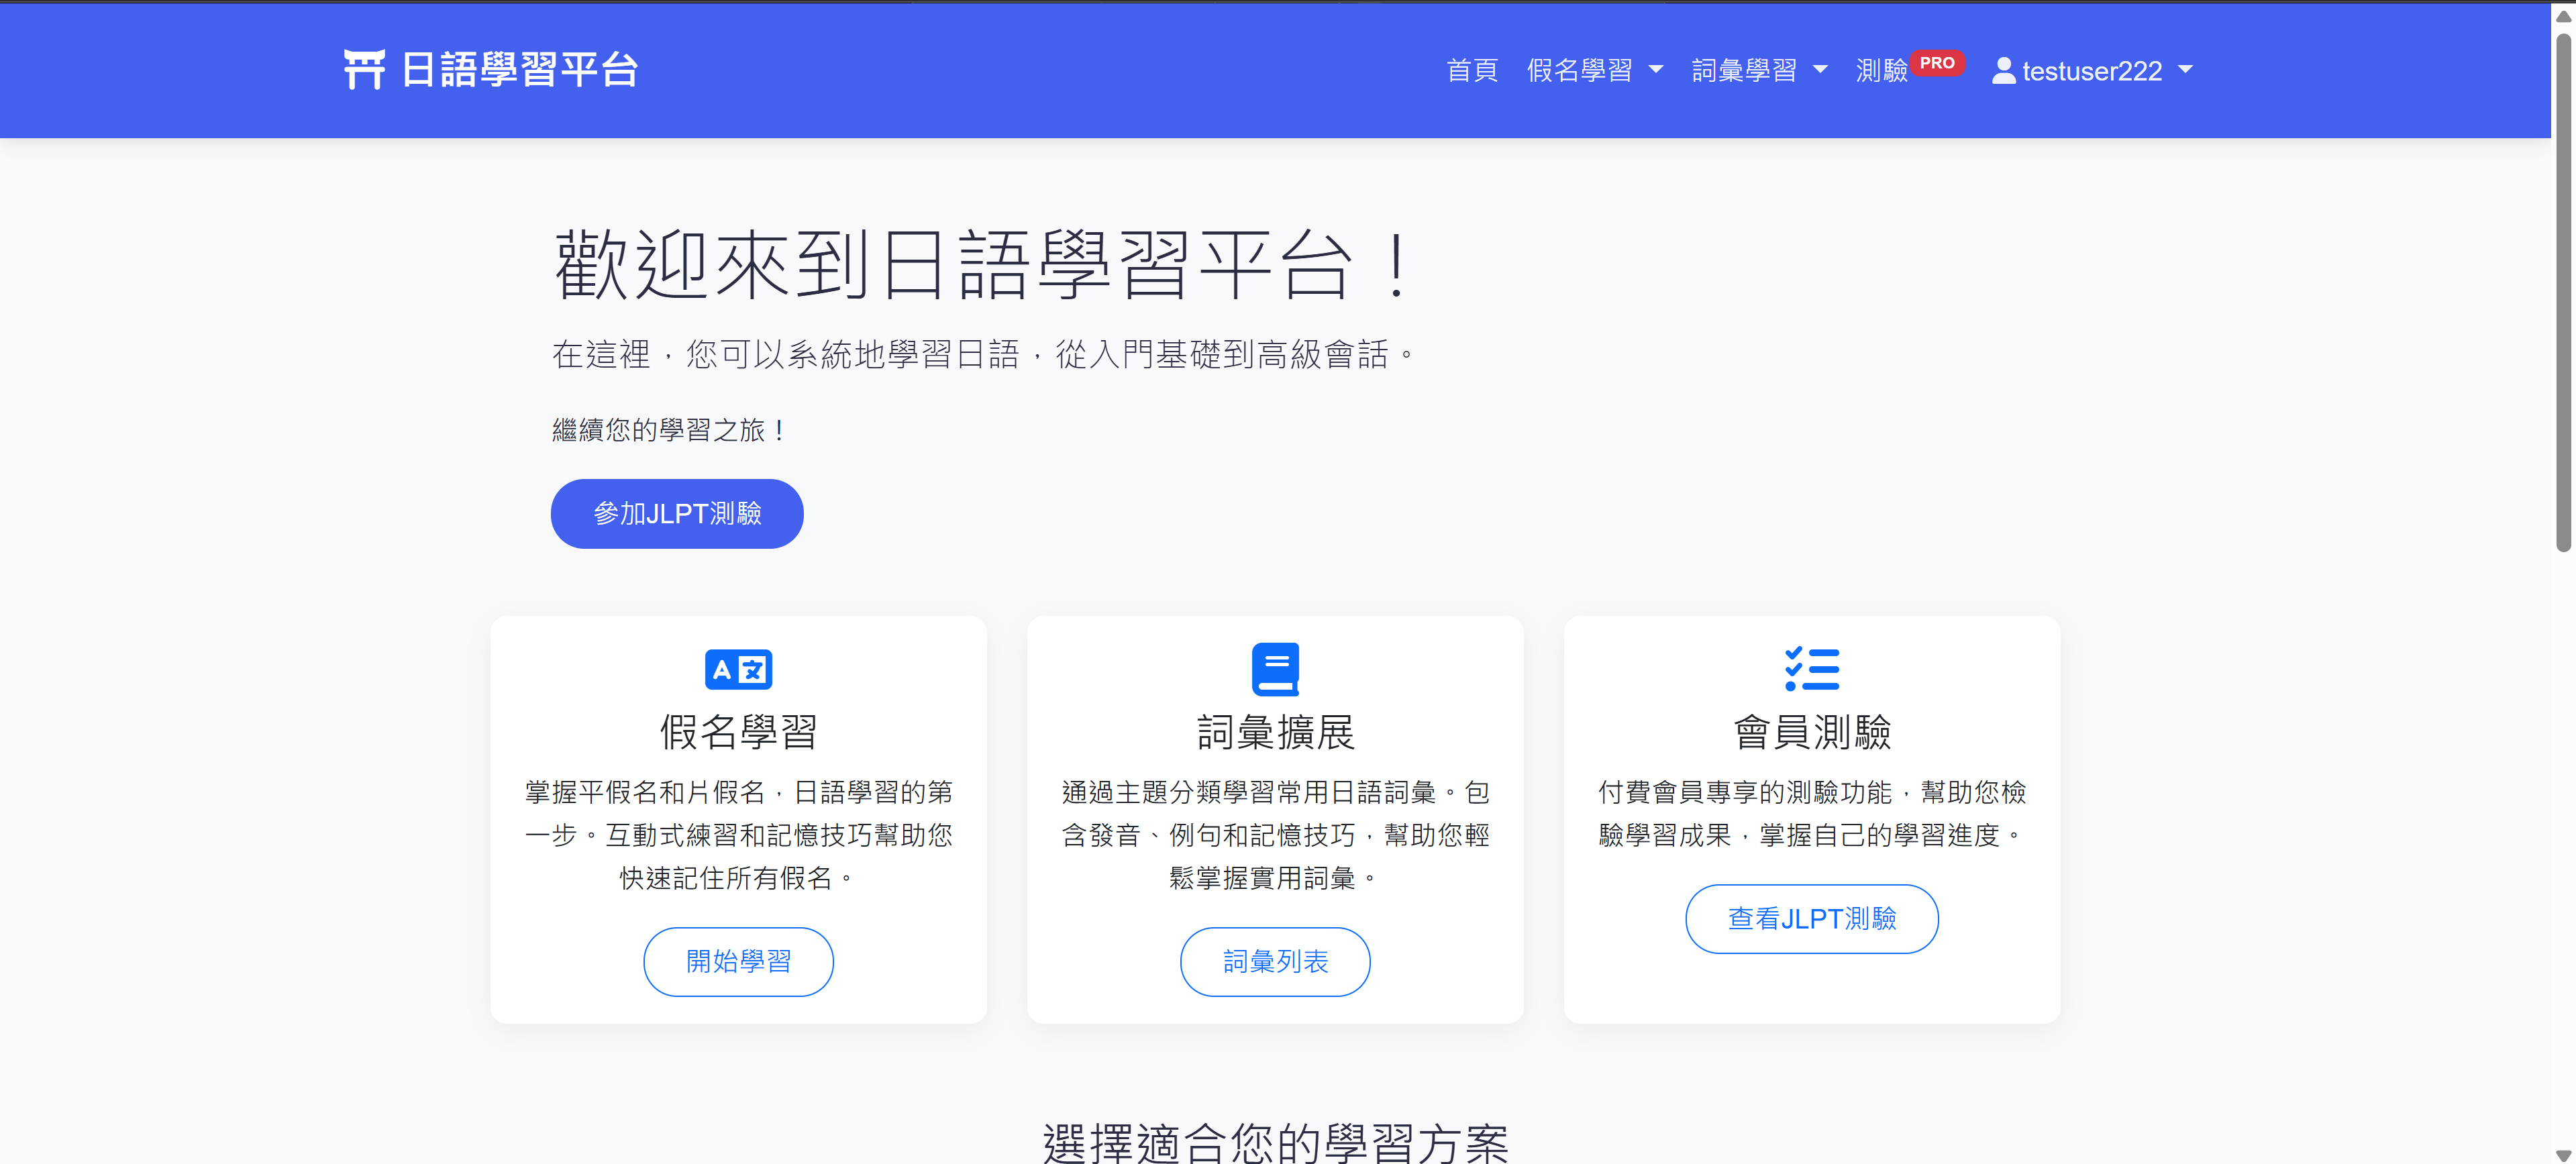 日語學習平台
首頁 假名學習 詞彙學習 測驗 PRO testuser222
歡迎來到日語學習平台！
在這裡，您可以系統地學習日語，從入門基礎到高級會話。
繼續您的學習之旅！
參加JLPT測驗
A 文
假名學習
掌握平假名和片假名，日語學習的第
一步。互動式練習和記憶技巧幫助您
快速記住所有假名。
開始學習
詞彙擴展
通過主題分類學習常用日語詞彙。包
含發音、例句和記憶技巧，幫助您輕
鬆掌握實用詞彙。
詞彙列表
會員測驗
付費會員專享的測驗功能，幫助您檢
驗學習成果，掌握自己的學習進度。
查看JLPT測驗
選擇適合您的學習方案